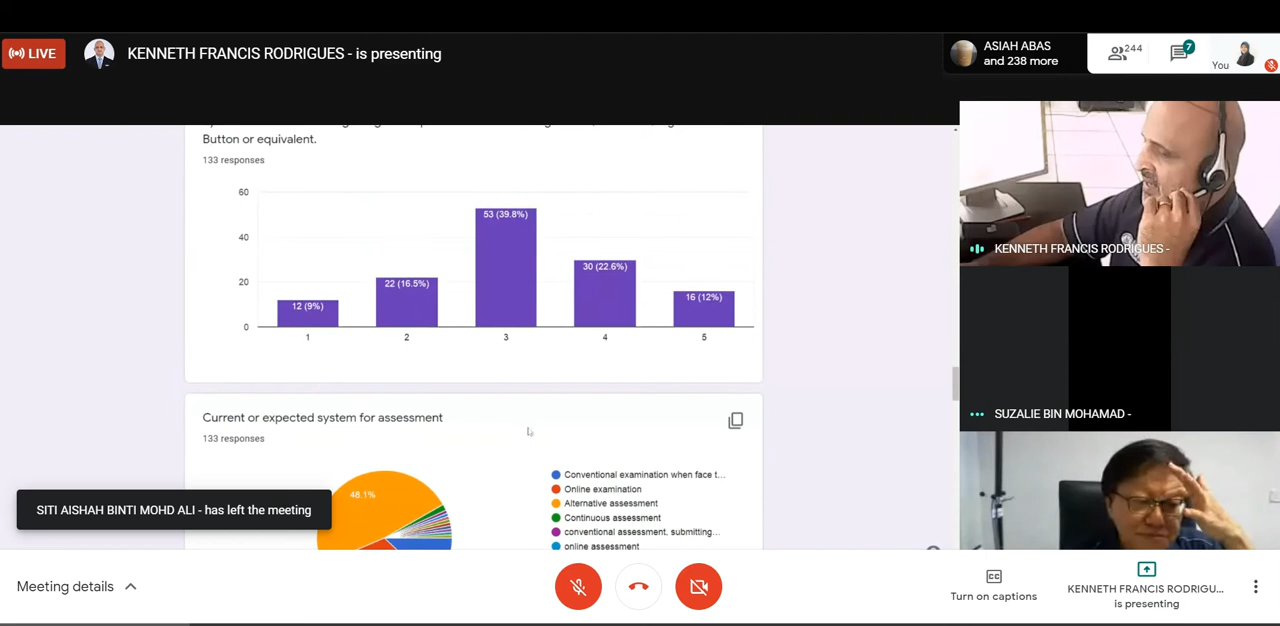 LIVE
KENNETH FRANCIS RODRIGUES - is presenting
ASIAH ABAS
and 238 more
244
7
You
Button or equivalent.
133 responses
60
40
20
0
12 (9%)
22 (16.5%)
53 (39.8%)
30 (22.6%)
16 (12%)
1
2
3
4
5
KENNETH FRANCIS RODRIGUES -
SUZALIE BIN MOHAMAD -
Current or expected system for assessment
133 responses
48.1%
Conventional examination when face t...
Online examination
Alternative assessment
Continuous assessment
conventional assessment, submitting...
online assessment
SITI AISHAH BINTI MOHD ALI - has left the meeting
Meeting details
Turn on captions
KENNETH FRANCIS RODRIGU...
is presenting